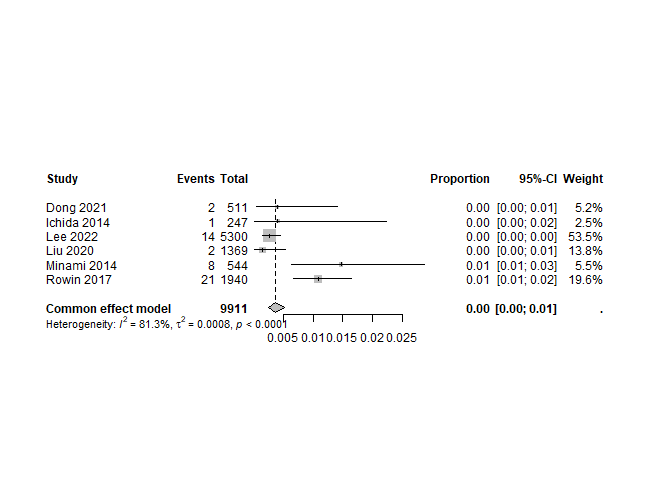 Study Events Total Proportion 95%-CI Weight
Dong 2021 2 511 0.00 [0.00; 0.01] 5.2%
Ichida 2014 1 247 0.00 [0.00; 0.02] 2.5%
Lee 2022 14 5300 0.00 [0.00; 0.00] 53.5%
Liu 2020 2 1369 0.00 [0.00; 0.01] 13.8%
Minami 2014 8 544 0.01 [0.01; 0.03] 5.5%
Rowin 2017 21 1940 0.01 [0.01; 0.02] 19.6%
Common effect model 9911 0.00 [0.00; 0.01] .
Heterogeneity: I² = 81.3%, τ² = 0.0008, p < 0.0001
0.005 0.01 0.015 0.02 0.025